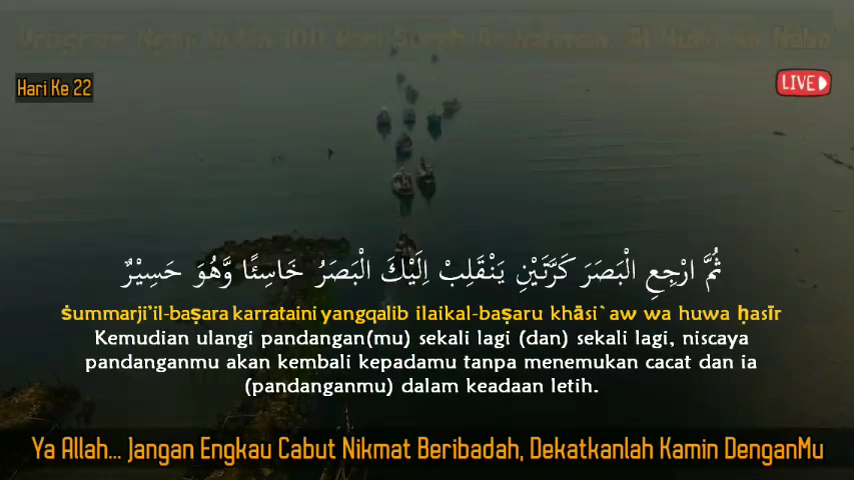 Hari Ke 22
LIVE
ثُمَّ ارْجِعِ الْبَصَرَ كَرَّتَيْنِ يَنْقَلِبْ اِلَيْكَ الْبَصَرُ خَاسِئًا وَّهُوَ حَسِيْرٌ
ṡummarji'il-baṣara karrataini yangqalib ilaikal-baṣaru khāsi`aw wa huwa ḥasīr
Kemudian ulangi pandangan(mu) sekali lagi (dan) sekali lagi, niscaya
pandanganmu akan kembali kepadamu tanpa menemukan cacat dan ia
(pandanganmu) dalam keadaan letih.
Ya Allah... Jangan Engkau Cabut Nikmat Beribadah, Dekatkanlah Kamin DenganMu